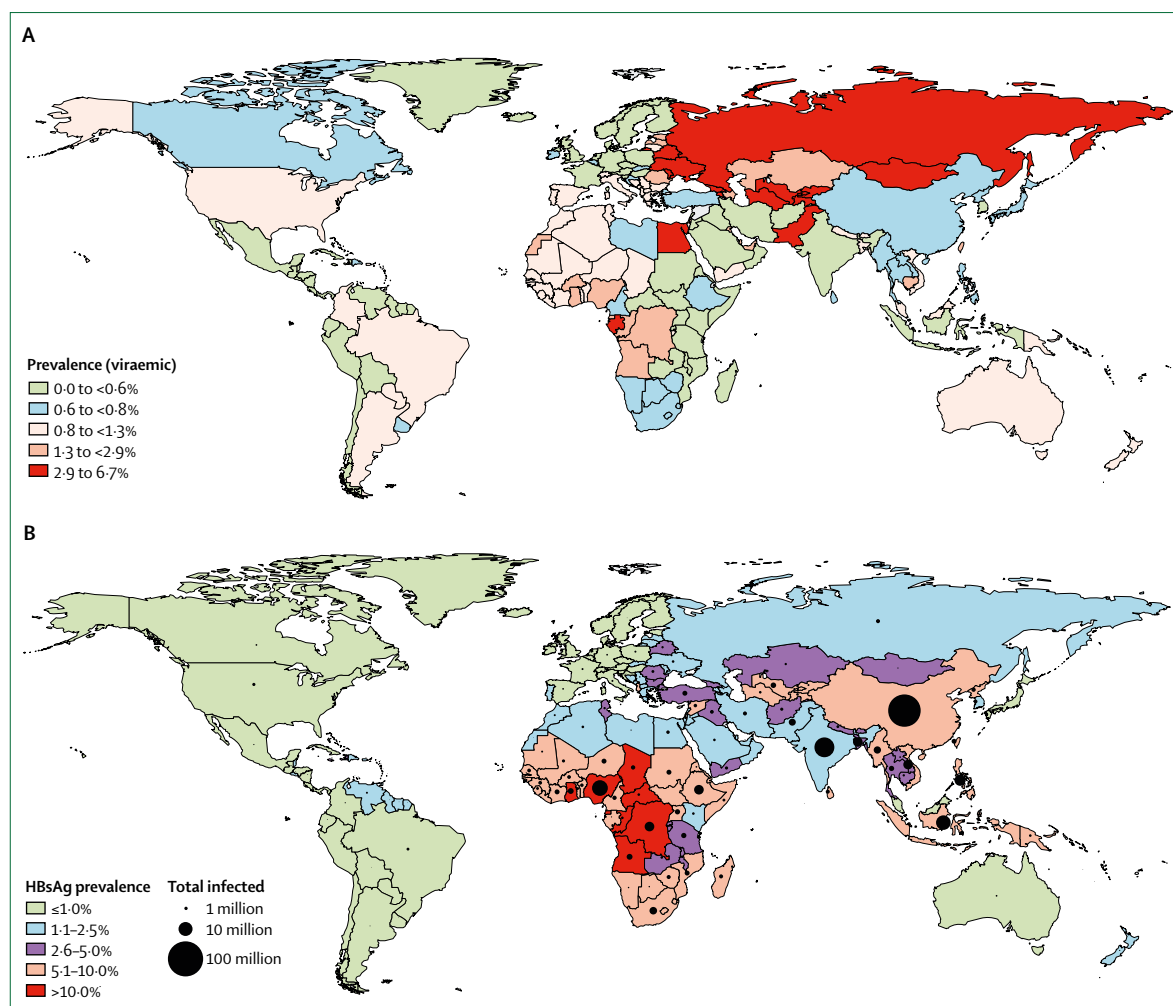 A
Prevalence (viraemic)
0·0 to <0·6%
0·6 to <0·8%
0·8 to <1·3%
1·3 to <2·9%
2·9 to 6·7%
B
HBsAg prevalence
≤1·0%
1·1–2·5%
2·6–5·0%
5·1–10·0%
>10·0%
Total infected
1 million
10 million
100 million